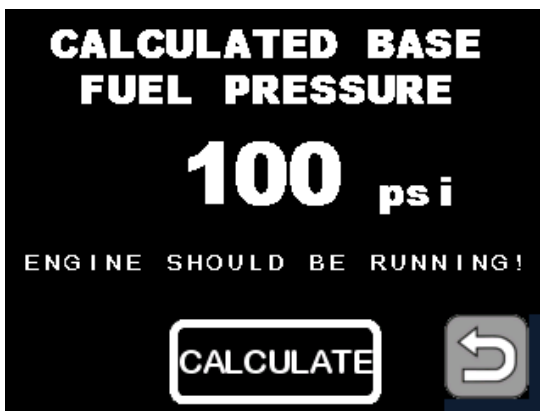 CALCULATED BASE
FUEL PRESSURE
100 psi
ENGINE SHOULD BE RUNNING!
CALCULATE